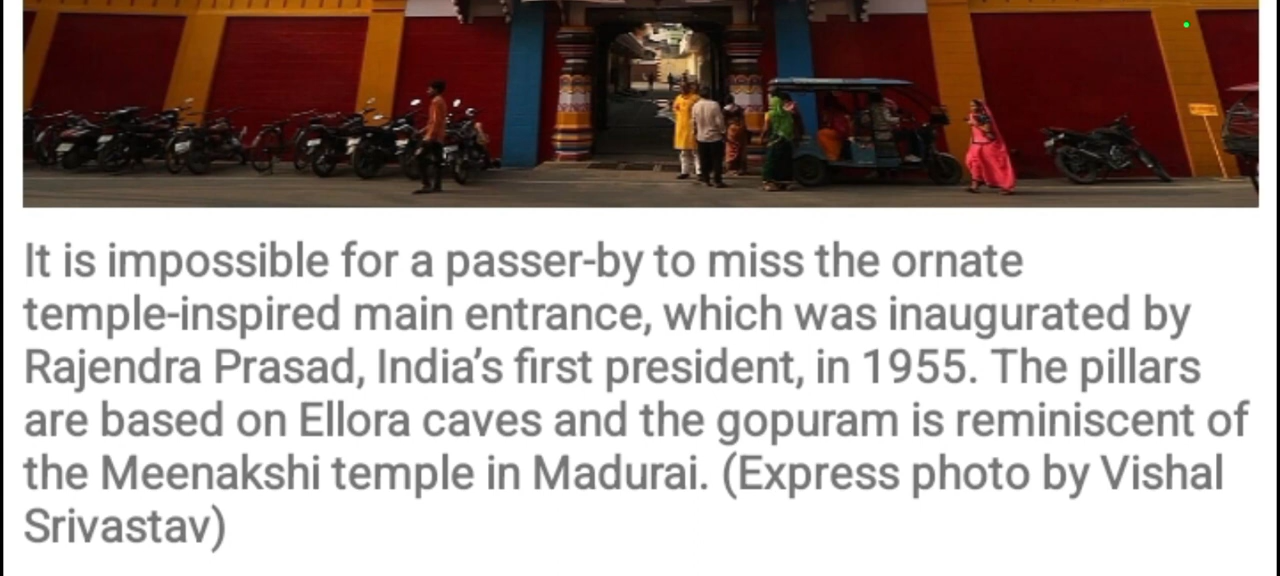 It is impossible for a passer-by to miss the ornate
temple-inspired main entrance, which was inaugurated by
Rajendra Prasad, India’s first president, in 1955. The pillars
are based on Ellora caves and the gopuram is reminiscent of
the Meenakshi temple in Madurai. (Express photo by Vishal
Srivastav)